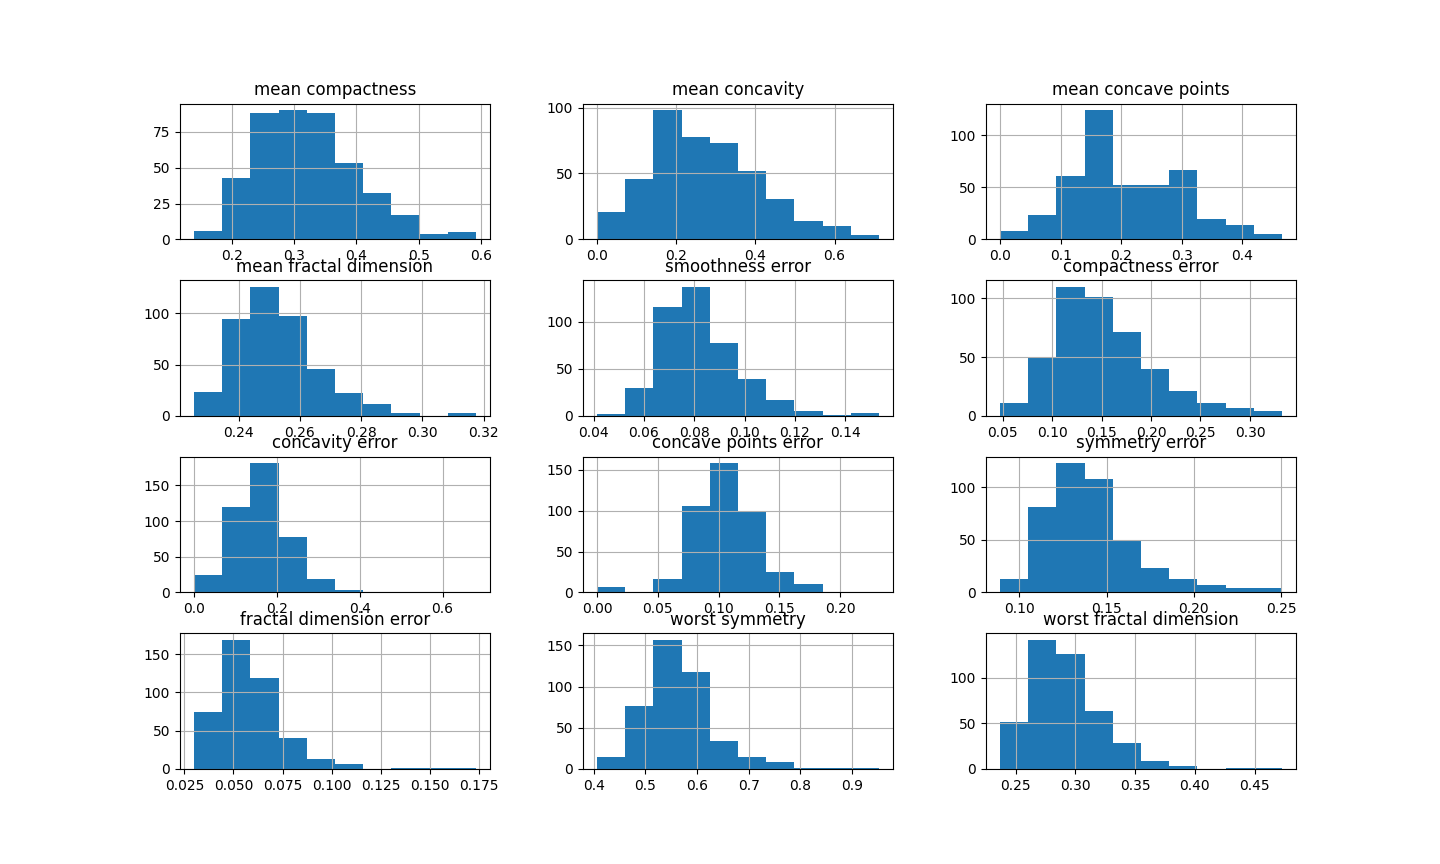 mean compactness mean concavity mean concave points
75
50
25
0
0.2 0.3 0.4 0.5 0.6
100
50
0
0.0 0.2 0.4 0.6
100
50
0
0.0 0.1 0.2 0.3 0.4
mean fractal dimension smoothness error compactness error
100
50
0
0.24 0.26 0.28 0.30 0.32
100
50
0
0.04 0.06 0.08 0.10 0.12 0.14
100
50
0
0.05 0.10 0.15 0.20 0.25 0.30
concavity error concave points error symmetry error
150
100
50
0
0.0 0.2 0.4 0.6
150
100
50
0
0.00 0.05 0.10 0.15 0.20
100
50
0
0.10 0.15 0.20 0.25
fractal dimension error worst symmetry worst fractal dimension
150
100
50
0
0.025 0.050 0.075 0.100 0.125 0.150 0.175
150
100
50
0
0.4 0.5 0.6 0.7 0.8 0.9
100
50
0
0.25 0.30 0.35 0.40 0.45